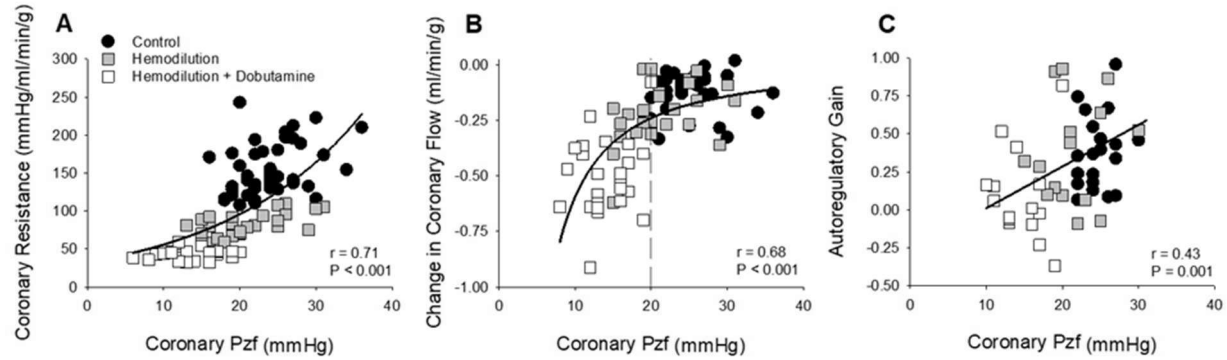 A
Control
Hemodilution
Hemodilution + Dobutamine
Coronary Resistance (mmHg/ml/min/g)
300
250
200
150
100
50
0
r = 0.71
P < 0.001
0
10
20
30
40
Coronary Pzf (mmHg)
B
Change in Coronary Flow (ml/min/g)
0.00
-0.25
-0.50
-0.75
-1.00
r = 0.68
P < 0.001
0
10
20
30
40
Coronary Pzf (mmHg)
C
Autoregulatory Gain
1.00
0.75
0.50
0.25
0.00
-0.25
-0.50
r = 0.43
P = 0.001
0
10
20
30
40
Coronary Pzf (mmHg)